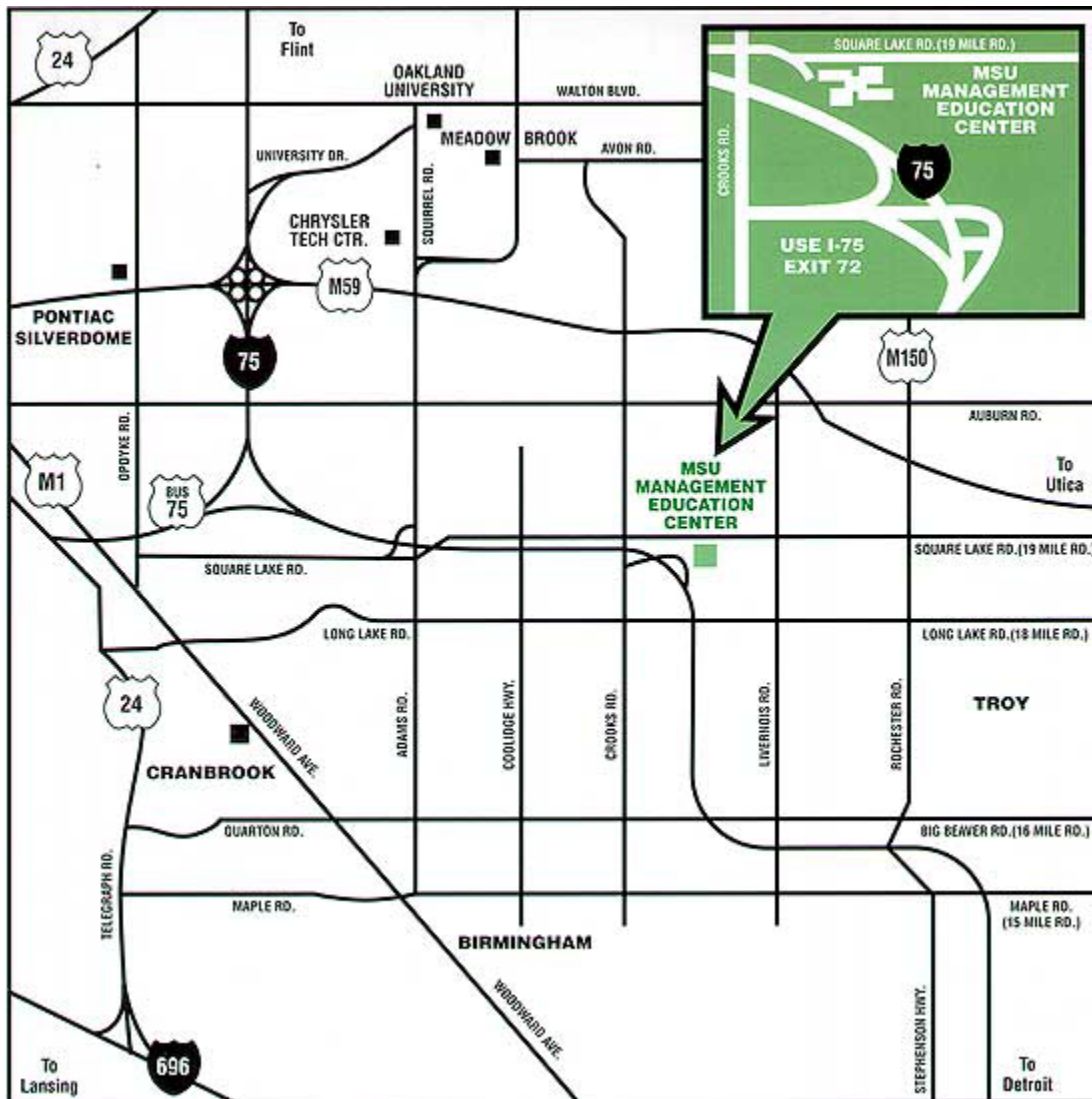 To
Flint
24
OAKLAND
UNIVERSITY
WALTON BLVD.
MEADOW BROOK
AVON RD.
UNIVERSITY DR.
SQUIRREL RD.
CHRYSLER
TECH CTR.
M59
PONTIAC
SILVERDOME
75
SQUARE LAKE RD.(19 MILE RD.)
MSU
MANAGEMENT
EDUCATION
CENTER
CROOKS RD.
75
USE I-75
EXIT 72
M150
AUBURN RD.
OPDYKE RD.
M1
BUS
75
To
Utica
MSU
MANAGEMENT
EDUCATION
CENTER
SQUARE LAKE RD.
SQUARE LAKE RD.(19 MILE RD.)
LONG LAKE RD.
LONG LAKE RD.(18 MILE RD.)
24
WOODWARD AVE.
ADAMS RD.
COOLIDGE HWY.
CROOKS RD.
LIVERNOIS RD.
ROCHESTER RD.
TROY
CRANBROOK
QUARTON RD.
BIG BEAVER RD.(16 MILE RD.)
TELEGRAPH RD.
MAPLE RD.
MAPLE RD.
(15 MILE RD.)
BIRMINGHAM
WOODWARD AVE.
STEPHENSON HWY.
To
Lansing
696
To
Detroit